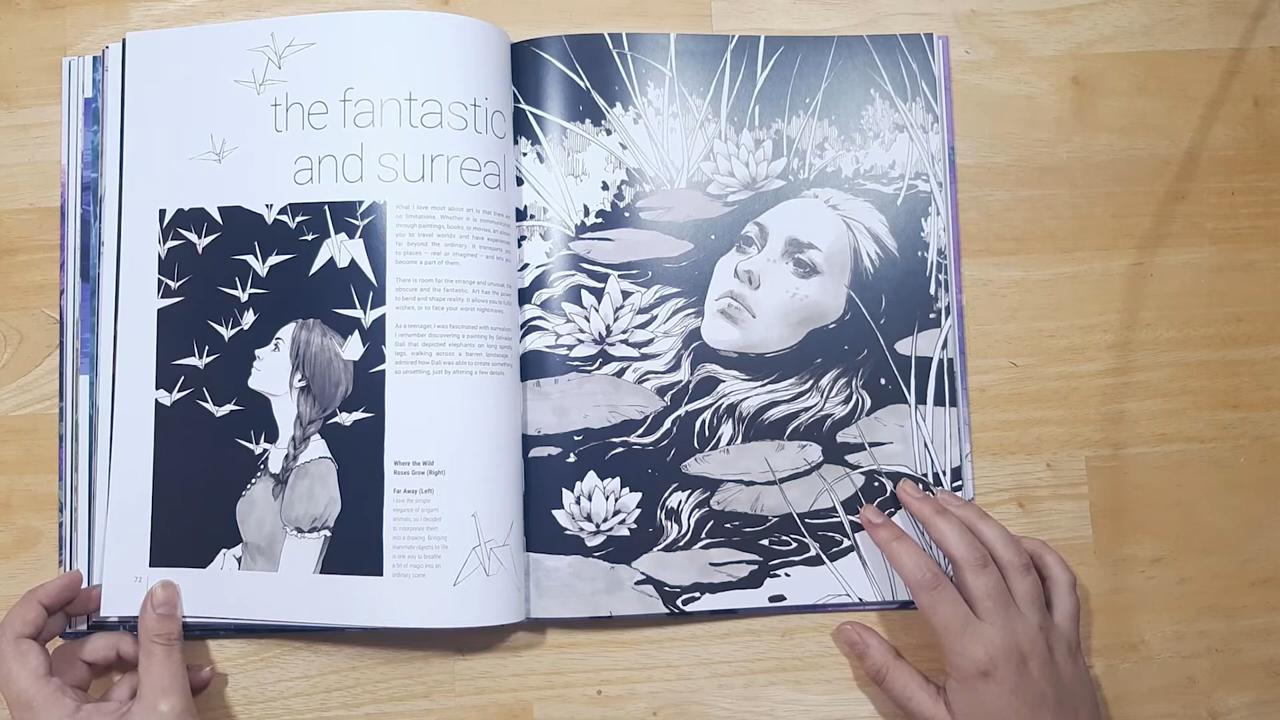 the fantastic
and surreal
What I love most about art is that there are
no limitations. Whether it is communicated
through paintings, books, or movies, art allows
you to travel worlds and have experiences
far beyond the ordinary. It transports you
to places – real or imagined – and lets you
become a part of them.
There is room for the strange and unusual, the
obscure and the fantastic. Art has the power
to bend and shape reality. It allows you to fulfill
wishes, or to face your worst nightmares.
As a teenager, I was fascinated with surrealism.
I remember discovering a painting by Salvador
Dalí that depicted elephants on long spindly
legs, walking across a barren landscape. I
admired how Dalí was able to create something
so unsettling, just by altering a few details.
Where the Wild
Roses Grow (Right)
Far Away (Left)
I love the simple
elegance of origami
animals, so I decided
to incorporate them
into a drawing. Bringing
inanimate objects to life
is one way to breathe
a bit of magic into an
ordinary scene.
72